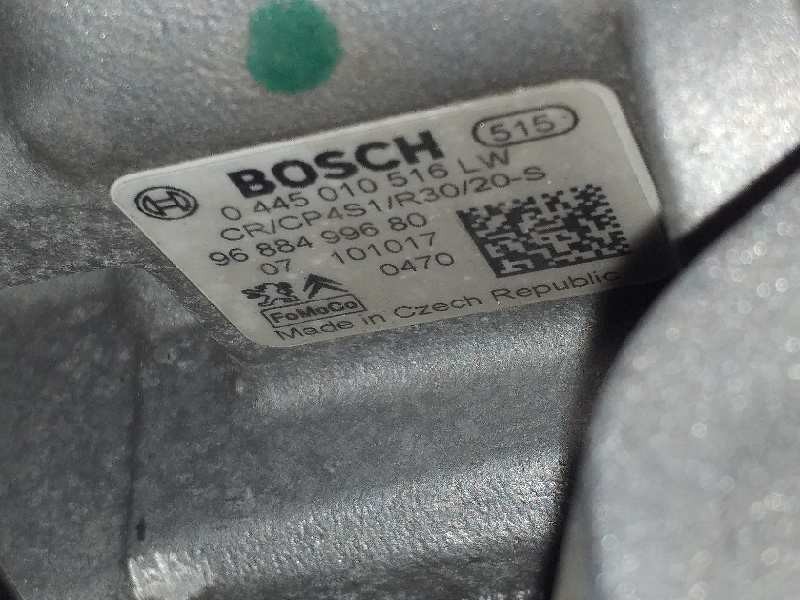 BOSCH 515
0 445 010 516 LW
CR/CP4S1/R30/20-S
96 884 996 80
07 101017
0470
FoMoCo
Made in Czech Republic